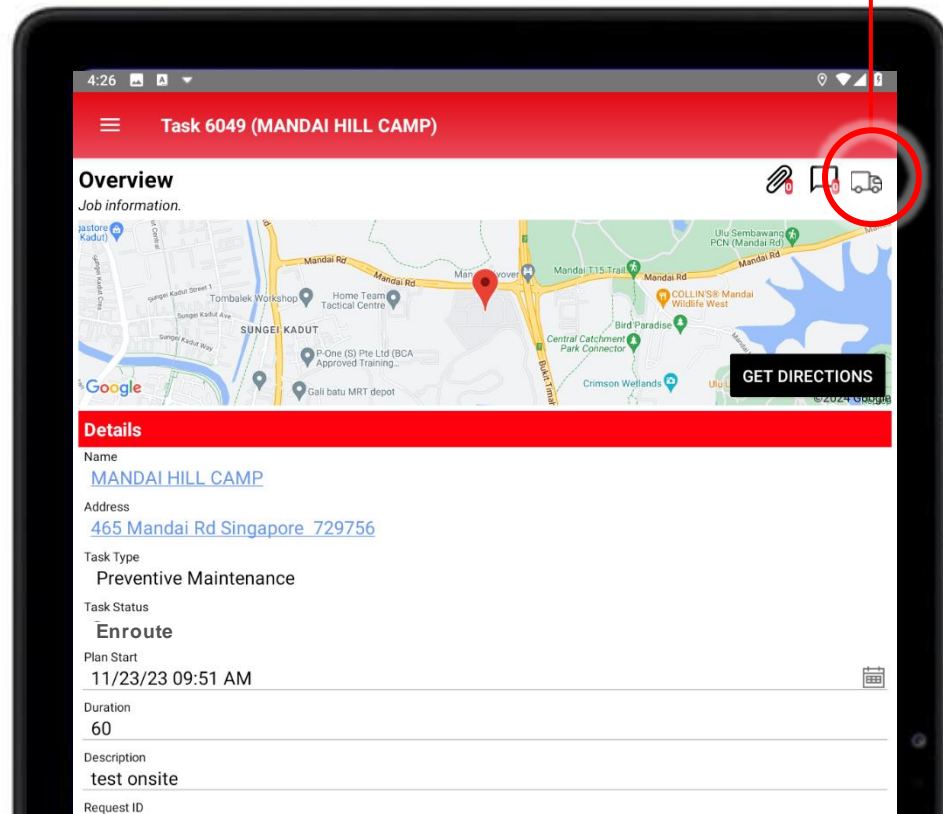 4:26
Task 6049 (MANDAI HILL CAMP)
Overview
0
0
Job information.
Kadut)
Sungei Kadut Street 1
Sungei Kadut Ave
Sungei Kadut Way
Tombalek Workshop
SUNGEI KADUT
Mandai Rd
Mandai Rd
Home Team
Tactical Centre
P-One (S) Pte Ltd (BCA
Approved Training...
Gali batu MRT depot
Mandai T15 Trail
Mandai Rd
Mandai Rd
Ulu Sembawang
PCN (Mandai Rd)
COLLIN'S® Mandai
Wildlife West
Bird Paradise
Central Catchment
Park Connector
Crimson Wetlands
Google
GET DIRECTIONS
©2024 Google
Details
Name
MANDAI HILL CAMP
Address
465 Mandai Rd Singapore 729756
Task Type
Preventive Maintenance
Task Status
Enroute
Plan Start
11/23/23 09:51 AM
Duration
60
Description
test onsite
Request ID